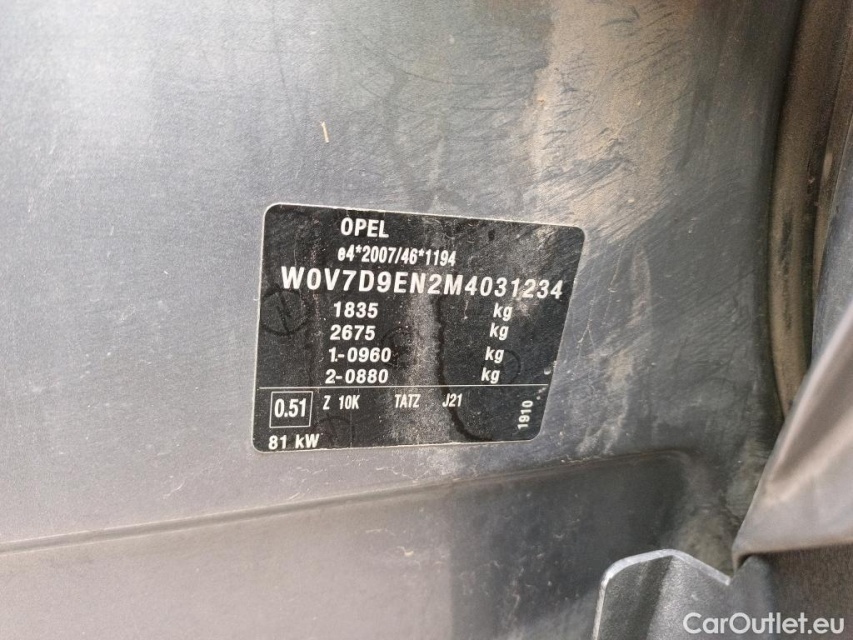 OPEL
e4*2007/46*1194
W0V7D9EN2M4031234
1835 kg
2675 kg
1-0960 kg
2-0880 kg
0.51 Z 10K TATZ J21 1910
81 kW
CarOutlet.eu